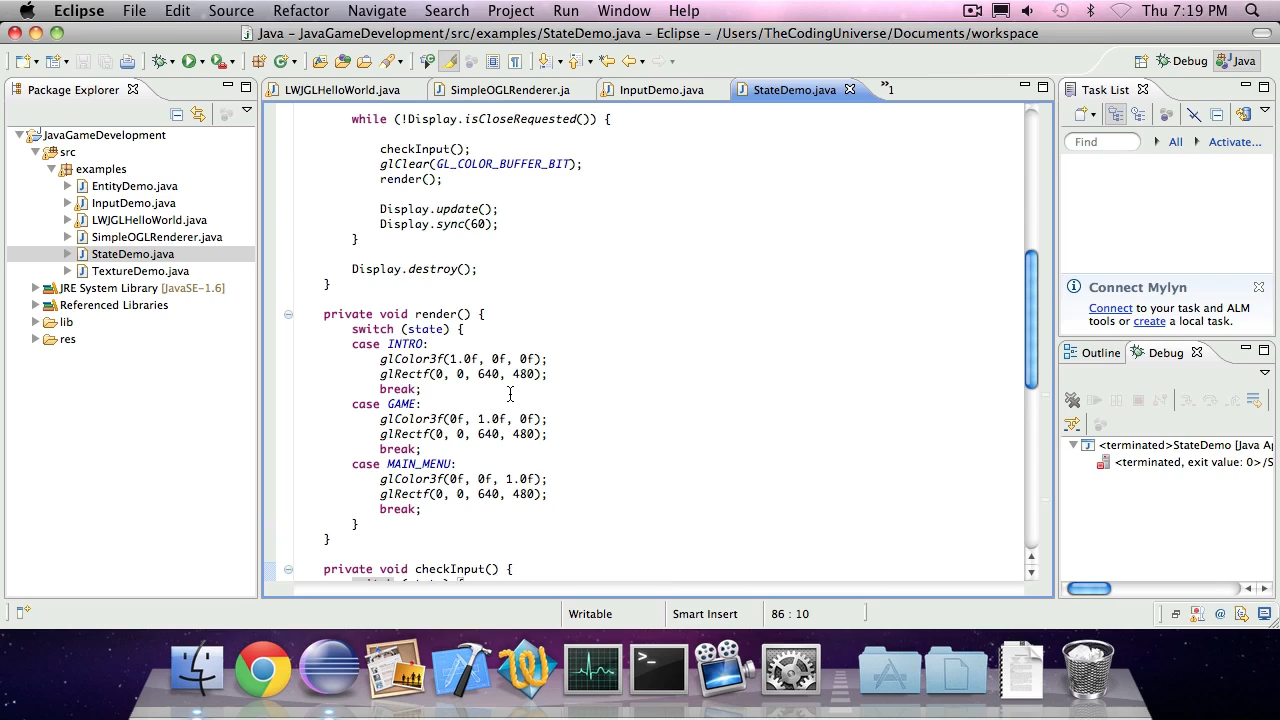 Eclipse File Edit Source Refactor Navigate Search Project Run Window Help Thu 7:19 PM
Java – JavaGameDevelopment/src/examples/StateDemo.java – Eclipse – /Users/TheCodingUniverse/Documents/workspace
Debug Java
Package Explorer
JavaGameDevelopment
src
examples
EntityDemo.java
InputDemo.java
LWJGLHelloWorld.java
SimpleOGLRenderer.java
StateDemo.java
TextureDemo.java
JRE System Library [JavaSE-1.6]
Referenced Libraries
lib
res
LWJGLHelloWorld.java SimpleOGLRenderer.ja InputDemo.java StateDemo.java »1
while (!Display.isCloseRequested()) {
checkInput();
glClear(GL_COLOR_BUFFER_BIT);
render();
Display.update();
Display.sync(60);
}
Display.destroy();
}
private void render() {
switch (state) {
case INTRO:
glColor3f(1.0f, 0f, 0f);
glRectf(0, 0, 640, 480);
break;
case GAME:
glColor3f(0f, 1.0f, 0f);
glRectf(0, 0, 640, 480);
break;
case MAIN_MENU:
glColor3f(0f, 0f, 1.0f);
glRectf(0, 0, 640, 480);
break;
}
}
private void checkInput() {
Task List
Find All Activate...
Connect Mylyn
Connect to your task and ALM
tools or create a local task.
Outline Debug
<terminated>StateDemo [Java Ap
<terminated, exit value: 0>/S
Writable Smart Insert 86 : 10